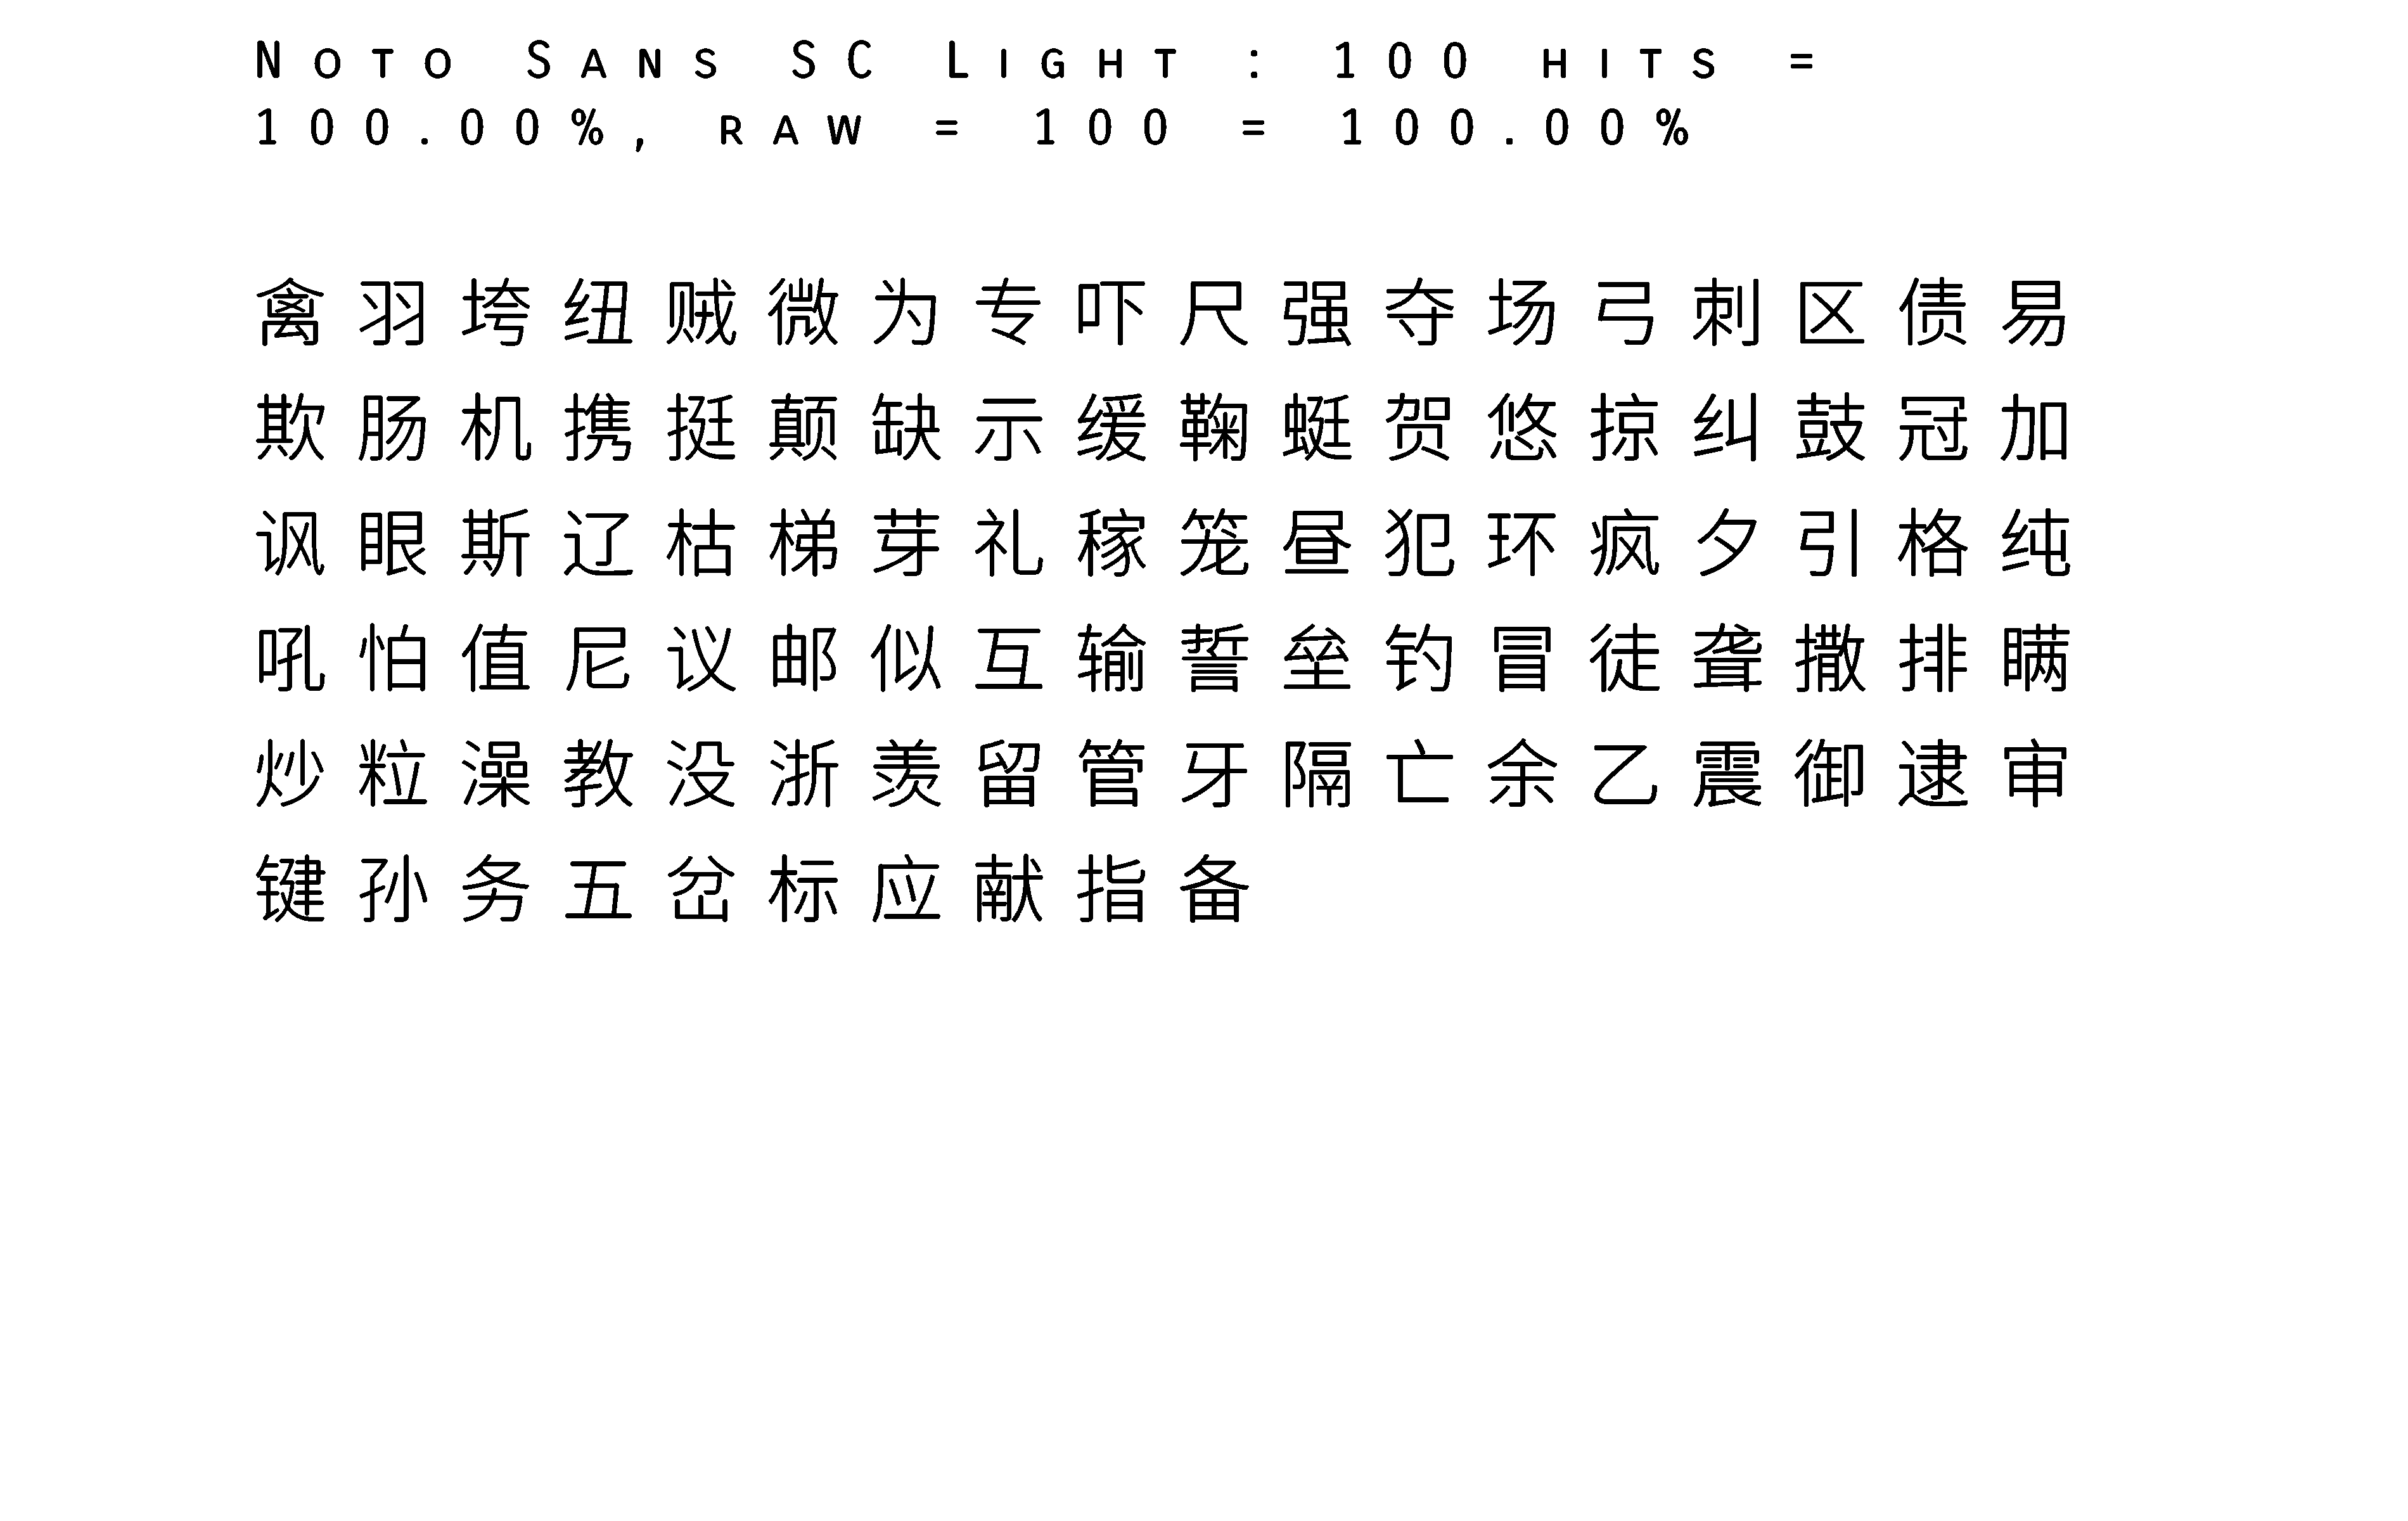 Noto Sans SC Light : 100 hits =
100.00%, raw = 100 = 100.00%
禽羽垮纽贼微为专吓尺强夺场弓刺区债易
欺肠机携挺颠缺示缓鞠蜓贺悠掠纠鼓冠加
讽眼斯辽枯梯芽礼稼笼昼犯环疯夕引格纯
吼怕值尼议邮似互输誓垒钓冒徒聋撒排瞒
炒粒澡教没浙羡留管牙隔亡余乙震御逮审
键孙务五岔标应献指备